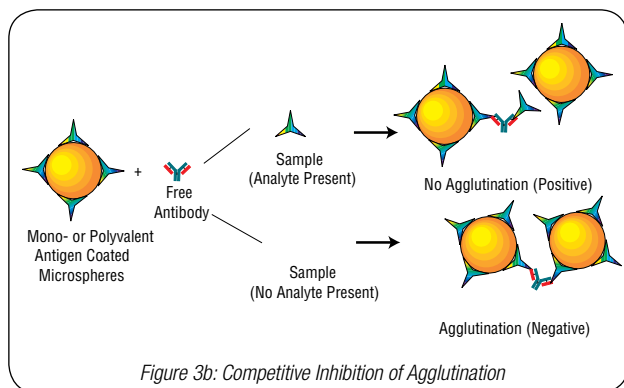 Mono- or Polyvalent
Antigen Coated
Microspheres
+
Free
Antibody
Sample
(Analyte Present)
No Agglutination (Positive)
Sample
(No Analyte Present)
Agglutination (Negative)
Figure 3b: Competitive Inhibition of Agglutination